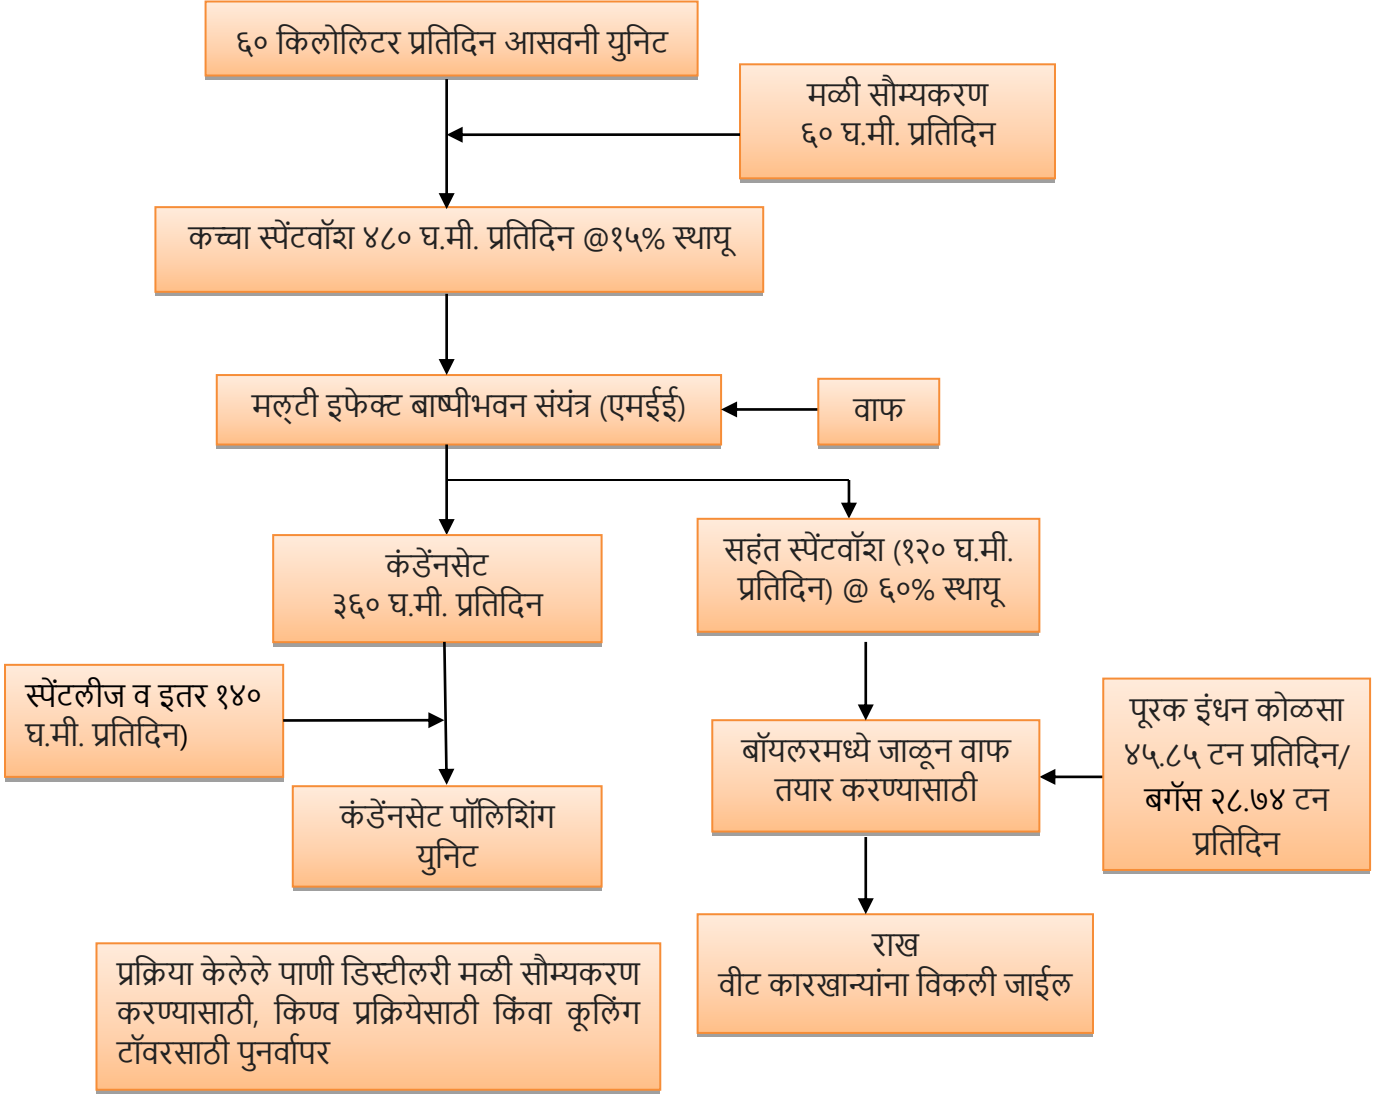 ६० किलोलिटर प्रतिदिन आसवनी युनिट
मळी सौम्यकरण
६० घ.मी. प्रतिदिन
कच्चा स्पेंटवॉश ४८० घ.मी. प्रतिदिन @१५% स्थायू
मल्टी इफेक्ट बाष्पीभवन संयंत्र (एमईई)
वाफ
कंडेंनसेट
३६० घ.मी. प्रतिदिन
सहंत स्पेंटवॉश (१२० घ.मी.
प्रतिदिन) @ ६०% स्थायू
स्पेंटलीज व इतर १४०
घ.मी. प्रतिदिन)
बॉयलरमध्ये जाळून वाफ
तयार करण्यासाठी
पूरक इंधन कोळसा
४५.८५ टन प्रतिदिन/
बगॅस २८.७४ टन
प्रतिदिन
कंडेंनसेट पॉलिशिंग
युनिट
राख
वीट कारखान्यांना विकली जाईल
प्रक्रिया केलेले पाणी डिस्टीलरी मळी सौम्यकरण
करण्यासाठी, किण्व प्रक्रियेसाठी किंवा कूलिंग
टॉवरसाठी पुनर्वापर